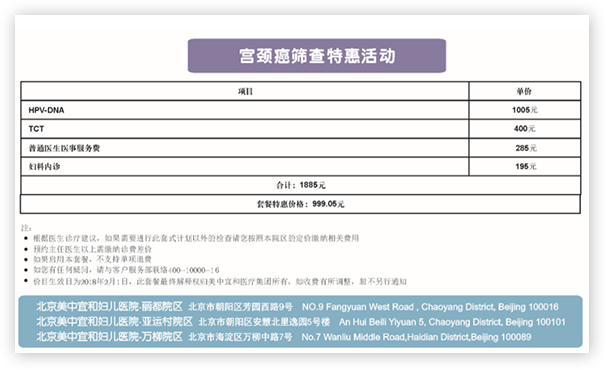 宫颈癌筛查特惠活动
项目 单价
HPV-DNA 1005元
TCT 400元
普通医生医事服务费 285元
妇科内诊 195元
合计：1885元
套餐特惠价格：999.05元
注：
根据医生诊疗建议，如果需要进行此套式计划以外的检查请您按照本院区的定价缴纳相关费用
预约主任医生以上需缴纳诊费差价
如果启用本套餐，不支持单项退费
如您有任何疑问，请与客户服务部联络400-10000-16
价目生效日为2018年2月1日，此套餐最终解释权归美中宜和医疗集团所有，如收费有所调整，恕不另行通知
北京美中宜和妇儿医院·丽都院区 北京市朝阳区芳园西路9号 NO.9 Fangyuan West Road , Chaoyang District, Beijing 100016
北京美中宜和妇儿医院·亚运村院区 北京市朝阳区安慧北里逸园5号楼 An Hui Beili Yiyuan 5, Chaoyang District, Beijing 100101
北京美中宜和妇儿医院·万柳院区 北京市海淀区万柳中路7号 No.7 Wanliu Middle Road,Haidian District,Beijing 100089